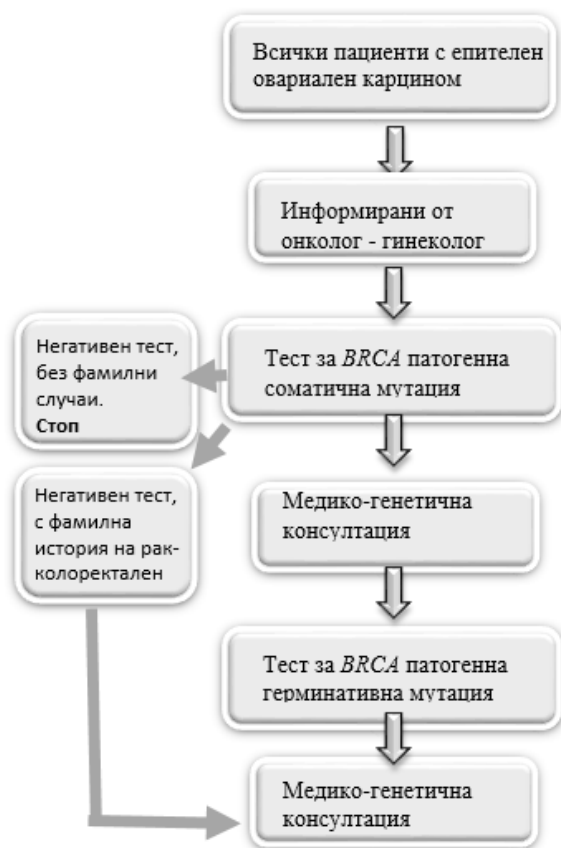 Всички пациенти с епителен
овариален карцином
Информирани от
онколог - гинеколог
Тест за BRCA патогенна
соматична мутация
Негативен тест,
без фамилни
случаи.
Стоп
Негативен тест,
с фамилна
история на рак-
колоректален
Медико-генетична
консултация
Тест за BRCA патогенна
герминативна мутация
Медико-генетична
консултация